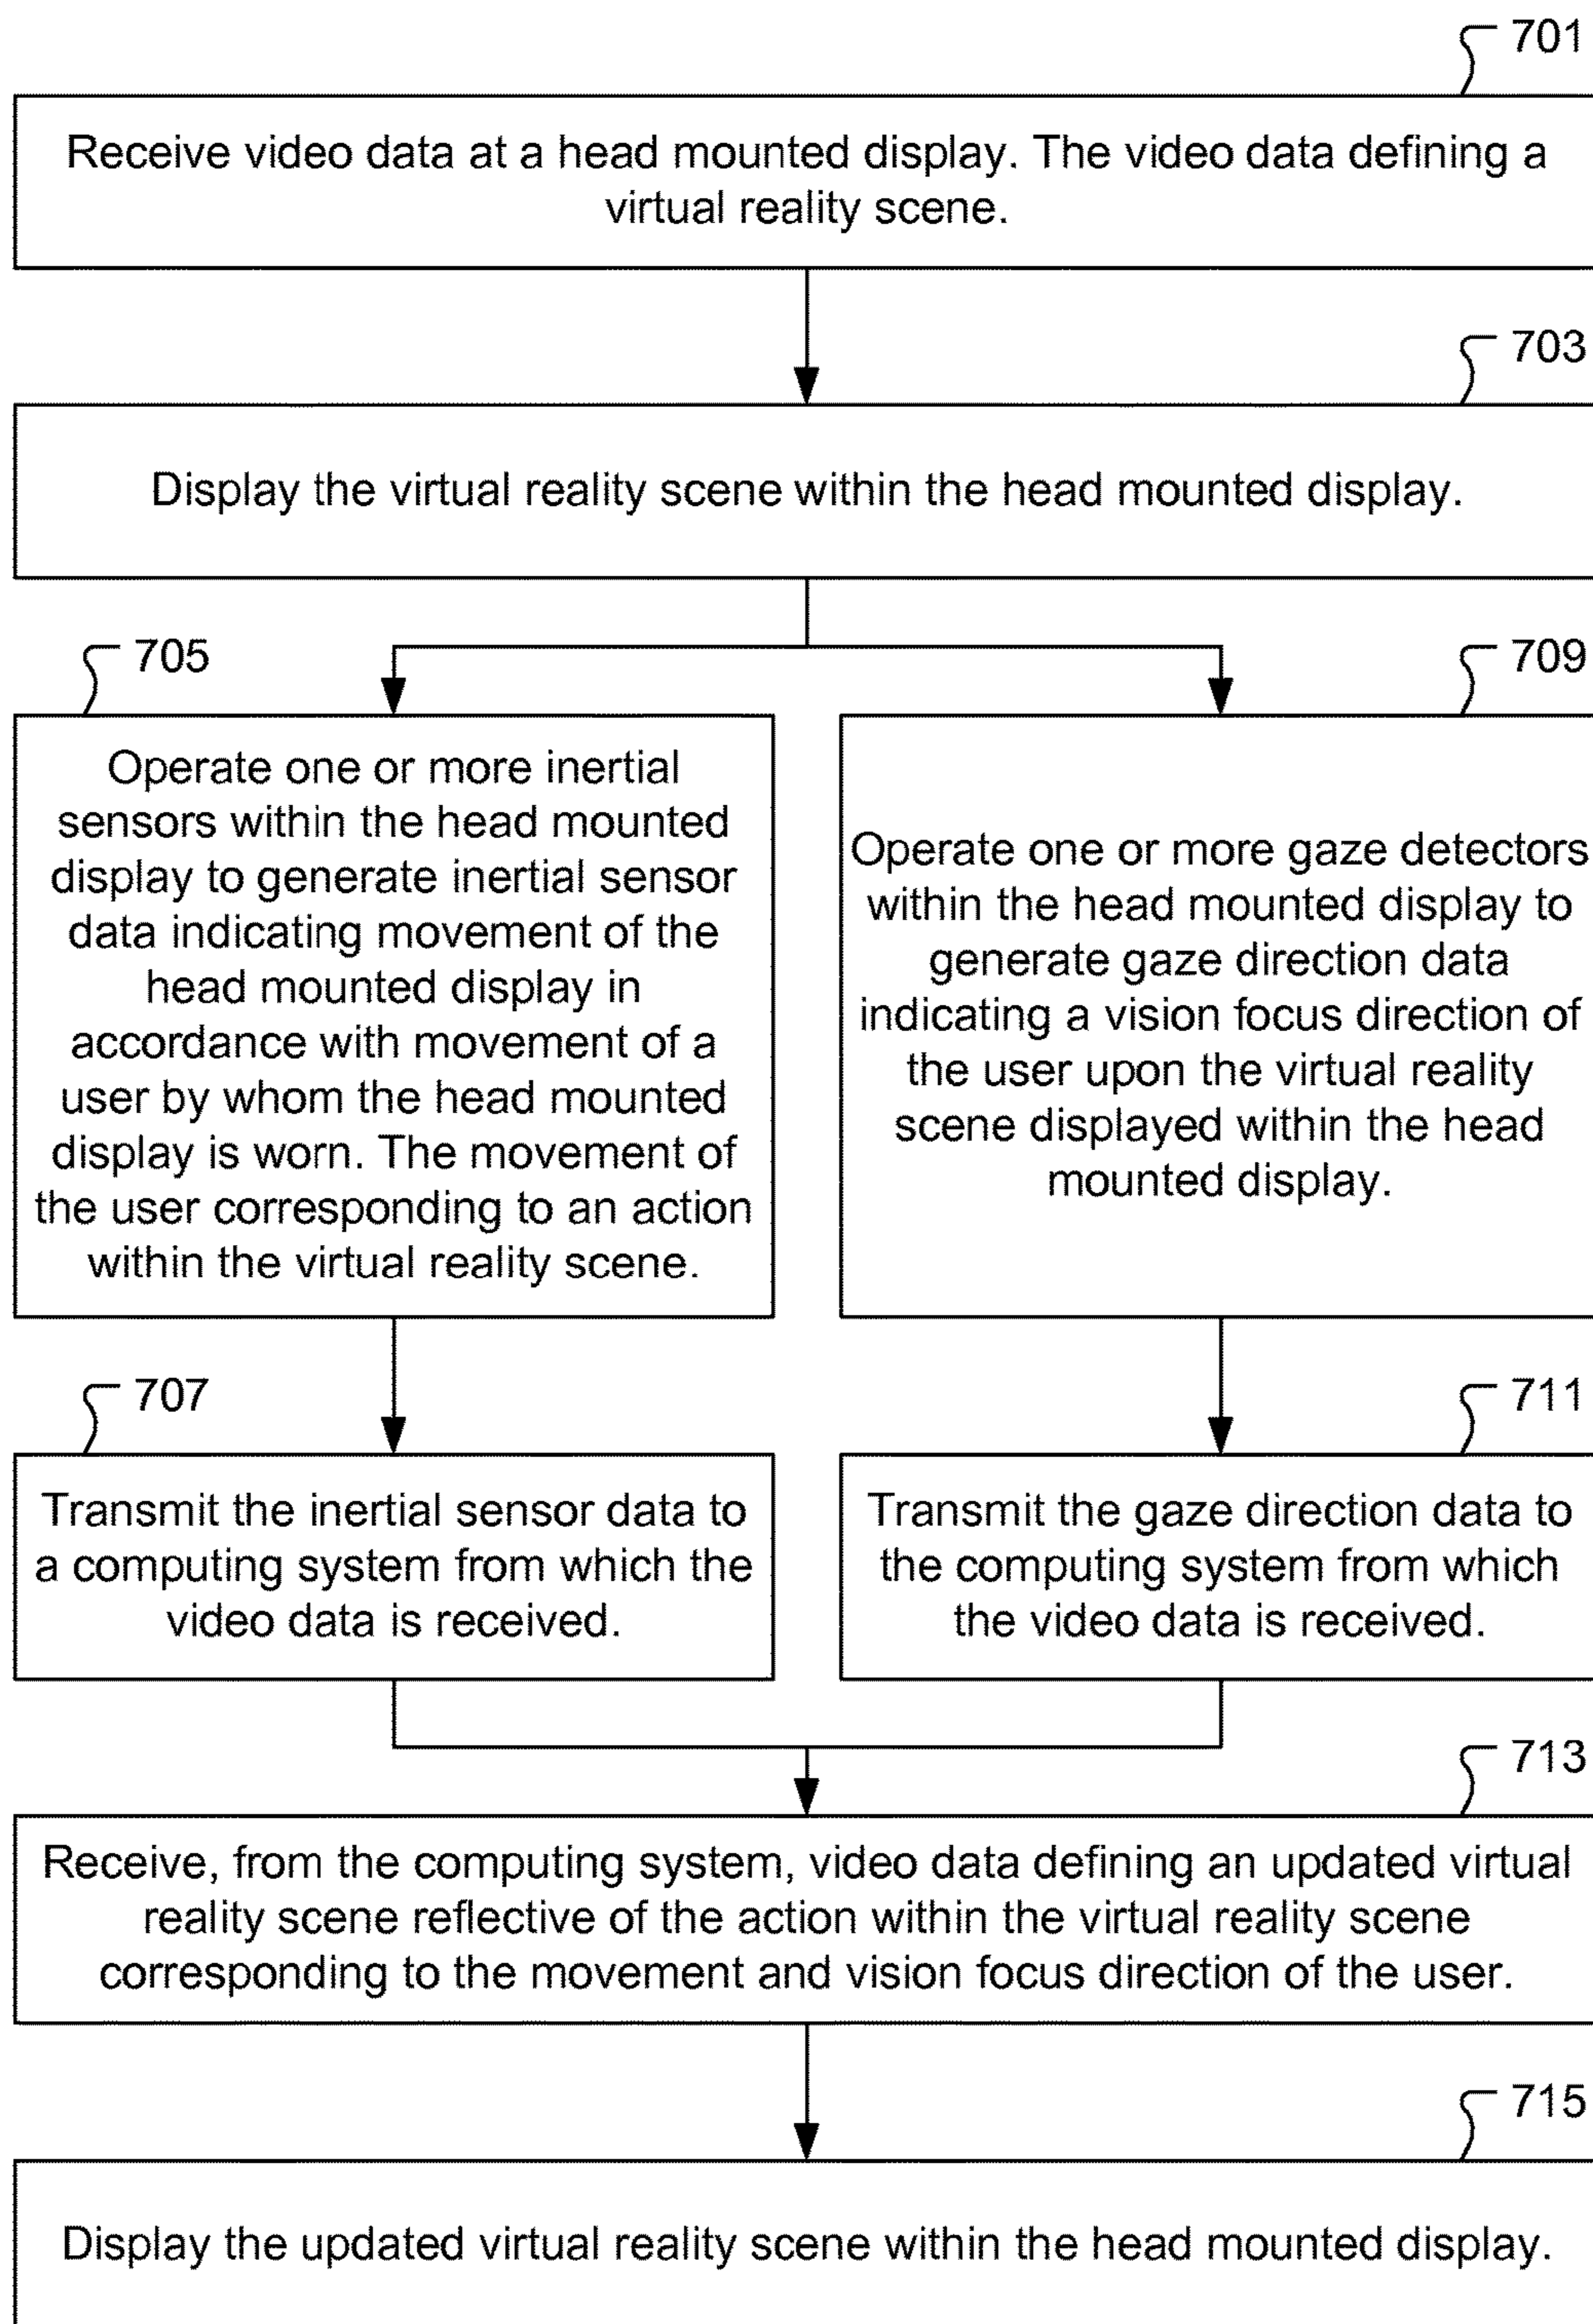 701
Receive video data at a head mounted display. The video data defining a
virtual reality scene.
703
Display the virtual reality scene within the head mounted display.
705
Operate one or more inertial
sensors within the head mounted
display to generate inertial sensor
data indicating movement of the
head mounted display in
accordance with movement of a
user by whom the head mounted
display is worn. The movement of
the user corresponding to an action
within the virtual reality scene.
709
Operate one or more gaze detectors
within the head mounted display to
generate gaze direction data
indicating a vision focus direction of
the user upon the virtual reality
scene displayed within the head
mounted display.
707
Transmit the inertial sensor data to
a computing system from which the
video data is received.
711
Transmit the gaze direction data to
the computing system from which
the video data is received.
713
Receive, from the computing system, video data defining an updated virtual
reality scene reflective of the action within the virtual reality scene
corresponding to the movement and vision focus direction of the user.
715
Display the updated virtual reality scene within the head mounted display.